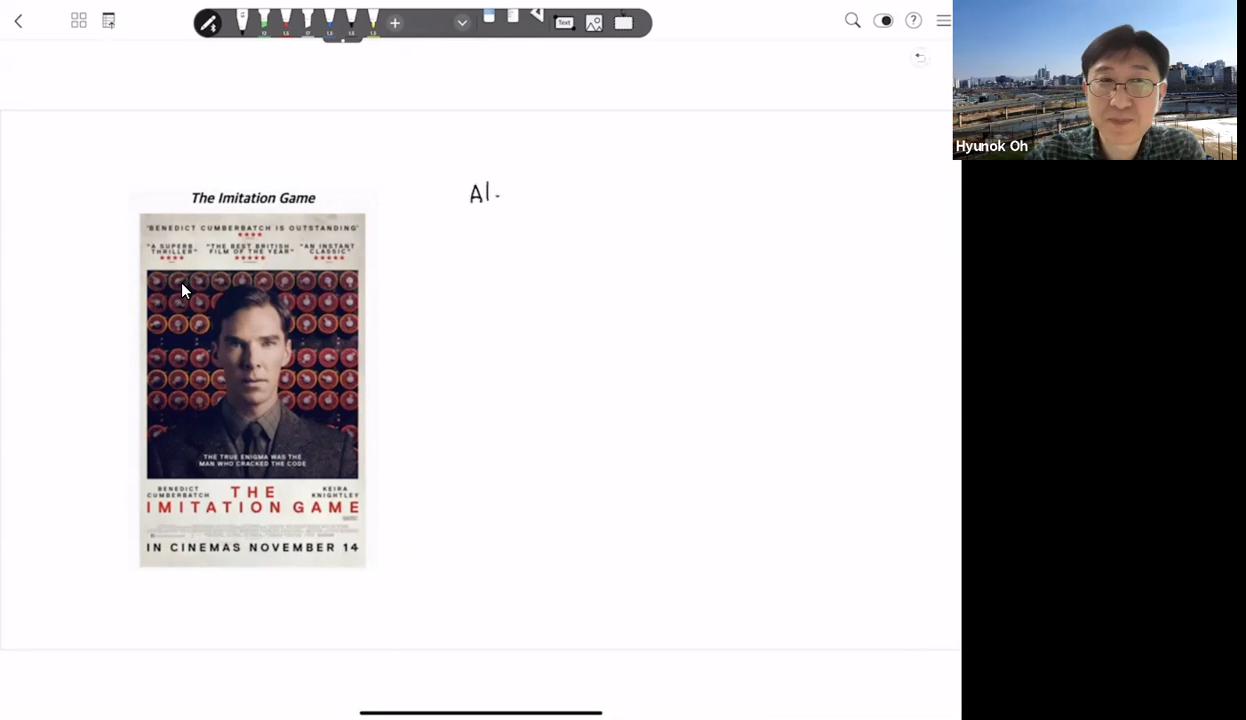 Text
Hyunok Oh
The Imitation Game
Al-
"BENEDICT CUMBERBATCH IS OUTSTANDING"
"A SUPERB THRILLER"
"THE BEST BRITISH FILM OF THE YEAR"
"AN INSTANT CLASSIC"
THE TRUE ENIGMA WAS THE
MAN WHO CRACKED THE CODE
BENEDICT CUMBERBATCH
KEIRA KNIGHTLEY
THE
IMITATION GAME
IN CINEMAS NOVEMBER 14